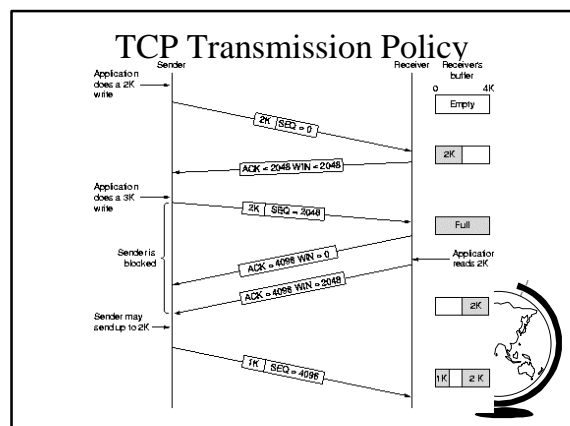 TCP Transmission Policy
Sender
Receiver
Receiver's
buffer
Application
does a 2K
write
0 4K
Empty
2K SEQ = 0
2K
ACK = 2048 WIN = 2048
Application
does a 3K
write
2K SEQ = 2048
Full
Sender is
blocked
ACK = 4096 WIN = 0
Application
reads 2K
ACK = 4096 WIN = 2048
2K
Sender may
send up to 2K
1K SEQ = 4096
1K 2K